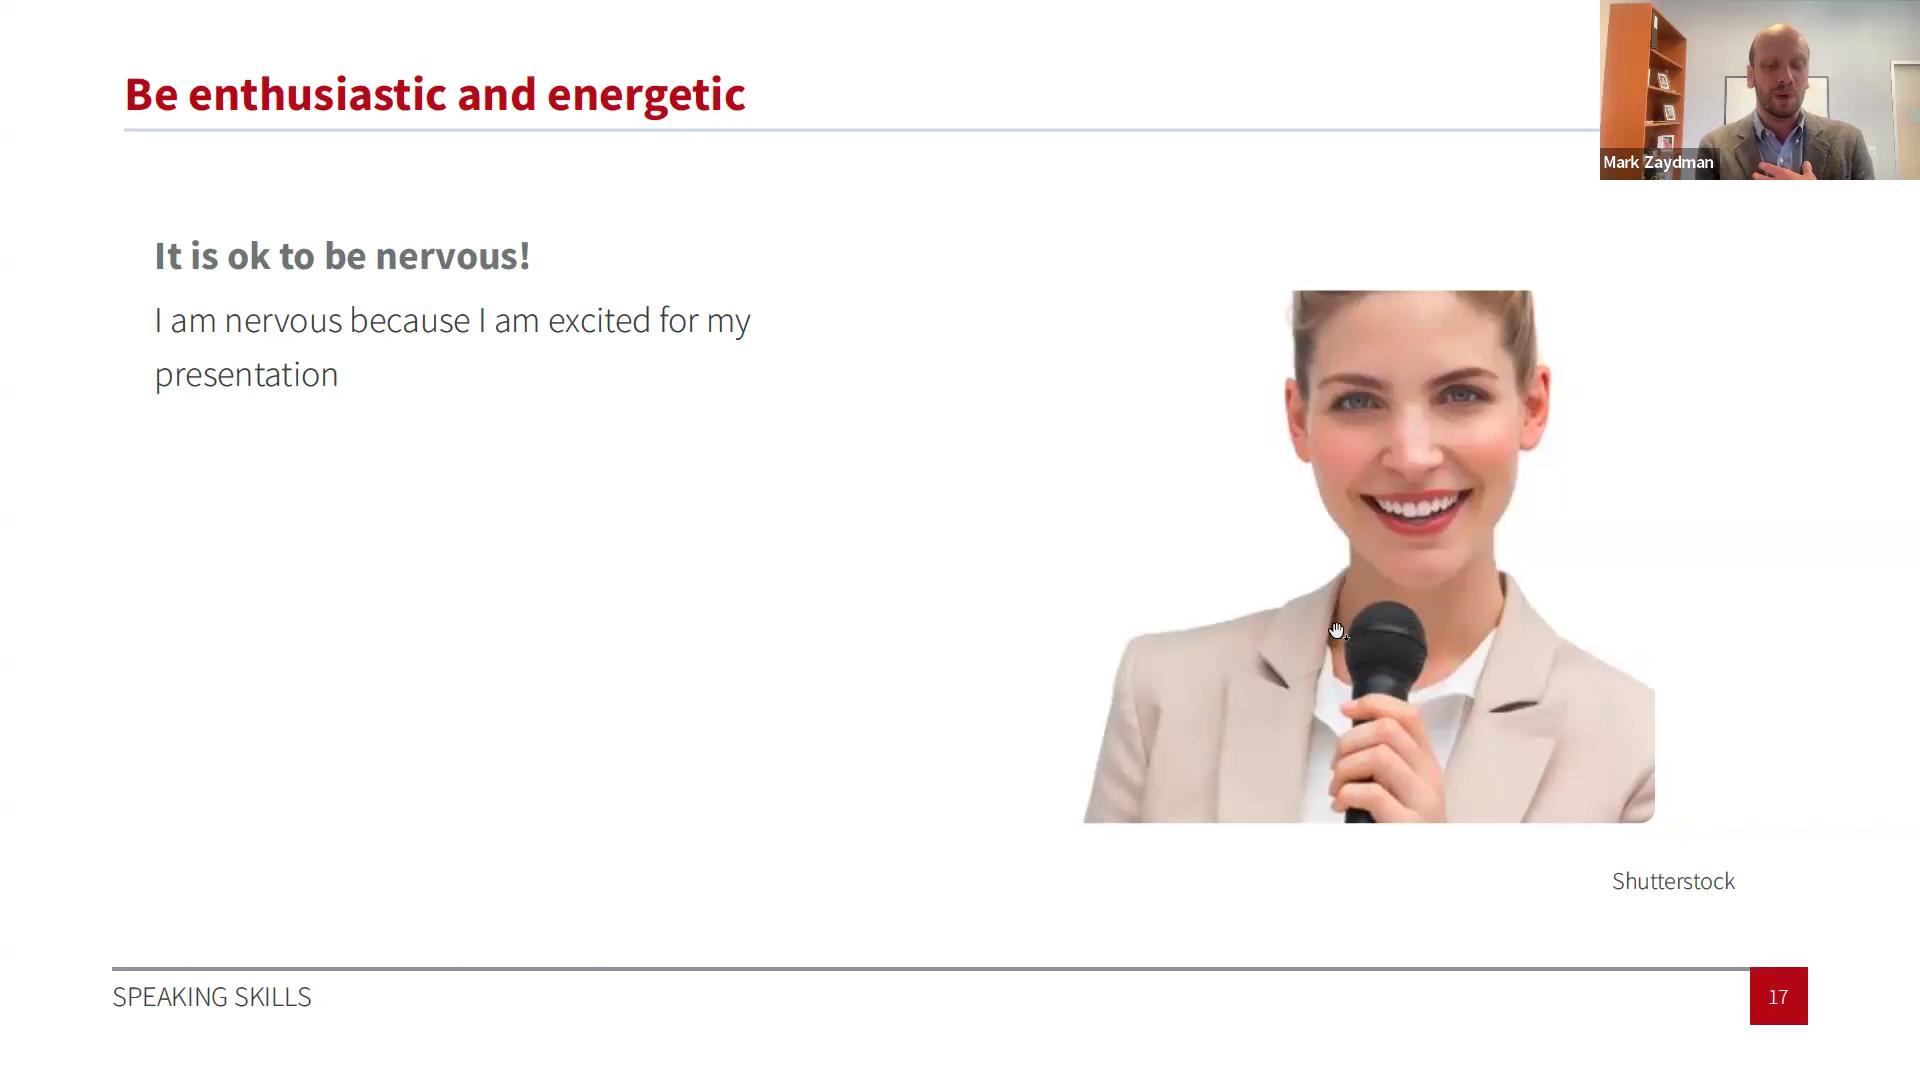 Be enthusiastic and energetic
Mark Zaydman
It is ok to be nervous!
I am nervous because I am excited for my
presentation
Shutterstock
SPEAKING SKILLS
17